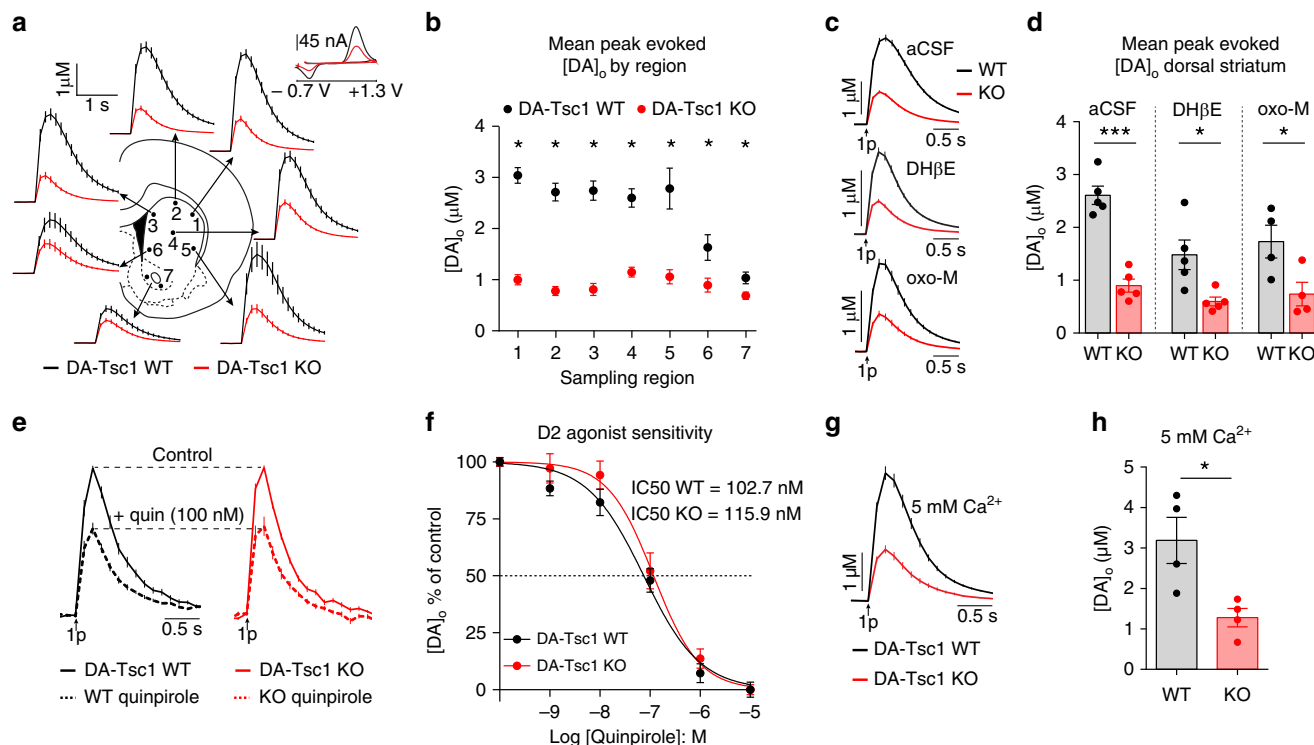 a
1μM
1 s
45 nA
– 0.7 V
+1.3 V
1
2
3
4
5
6
7
DA-Tsc1 WT
DA-Tsc1 KO
b
Mean peak evoked
[DA]o by region
DA-Tsc1 WT DA-Tsc1 KO
* * * * * * *
[DA]o (μM)
4
3
2
1
0
1 2 3 4 5 6 7
Sampling region
c
aCSF
WT
KO
1 μM
1p
0.5 s
DHβE
1 μM
1p
0.5 s
oxo-M
1 μM
1p
0.5 s
d
Mean peak evoked
[DA]o dorsal striatum
aCSF DHβE oxo-M
*** * *
4
3
2
1
0
WT KO WT KO WT KO
e
Control
+ quin (100 nM)
1p
0.5 s
1p
DA-Tsc1 WT DA-Tsc1 KO
WT quinpirole KO quinpirole
f
D2 agonist sensitivity
IC50 WT = 102.7 nM
IC50 KO = 115.9 nM
[DA]o % of control
100
75
50
25
0
DA-Tsc1 WT
DA-Tsc1 KO
–9 –8 –7 –6 –5
Log [Quinpirole]: M
g
5 mM Ca2+
1 μM
1p
0.5 s
DA-Tsc1 WT
DA-Tsc1 KO
h
5 mM Ca2+
*
[DA]o (μM)
5
4
3
2
1
0
WT KO